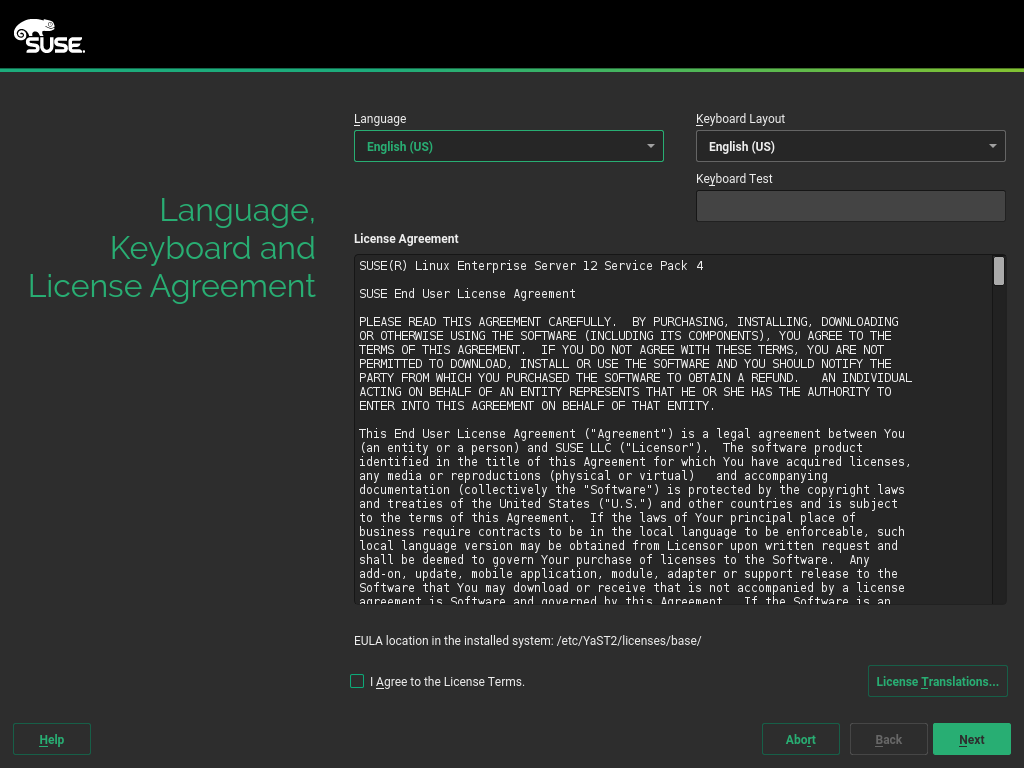 SUSE
Language
Keyboard Layout
English (US)
English (US)
Keyboard Test
Language,
Keyboard and
License Agreement
License Agreement
SUSE(R) Linux Enterprise Server 12 Service Pack 4
SUSE End User License Agreement
PLEASE READ THIS AGREEMENT CAREFULLY.  BY PURCHASING, INSTALLING, DOWNLOADING
OR OTHERWISE USING THE SOFTWARE (INCLUDING ITS COMPONENTS), YOU AGREE TO THE
TERMS OF THIS AGREEMENT.  IF YOU DO NOT AGREE WITH THESE TERMS, YOU ARE NOT
PERMITTED TO DOWNLOAD, INSTALL OR USE THE SOFTWARE AND YOU SHOULD NOTIFY THE
PARTY FROM WHICH YOU PURCHASED THE SOFTWARE TO OBTAIN A REFUND.   AN INDIVIDUAL
ACTING ON BEHALF OF AN ENTITY REPRESENTS THAT HE OR SHE HAS THE AUTHORITY TO
ENTER INTO THIS AGREEMENT ON BEHALF OF THAT ENTITY.
This End User License Agreement ("Agreement") is a legal agreement between You
(an entity or a person) and SUSE LLC ("Licensor").  The software product
identified in the title of this Agreement for which You have acquired licenses,
any media or reproductions (physical or virtual)   and accompanying
documentation (collectively the "Software") is protected by the copyright laws
and treaties of the United States ("U.S.") and other countries and is subject
to the terms of this Agreement.  If the laws of Your principal place of
business require contracts to be in the local language to be enforceable, such
local language version may be obtained from Licensor upon written request and
shall be deemed to govern Your purchase of licenses to the Software.  Any
add-on, update, mobile application, module, adapter or support release to the
Software that You may download or receive that is not accompanied by a license
agreement is Software and governed by this Agreement.  If the Software is an
EULA location in the installed system: /etc/YaST2/licenses/base/
I Agree to the License Terms.
License Translations...
Help
Abort
Back
Next